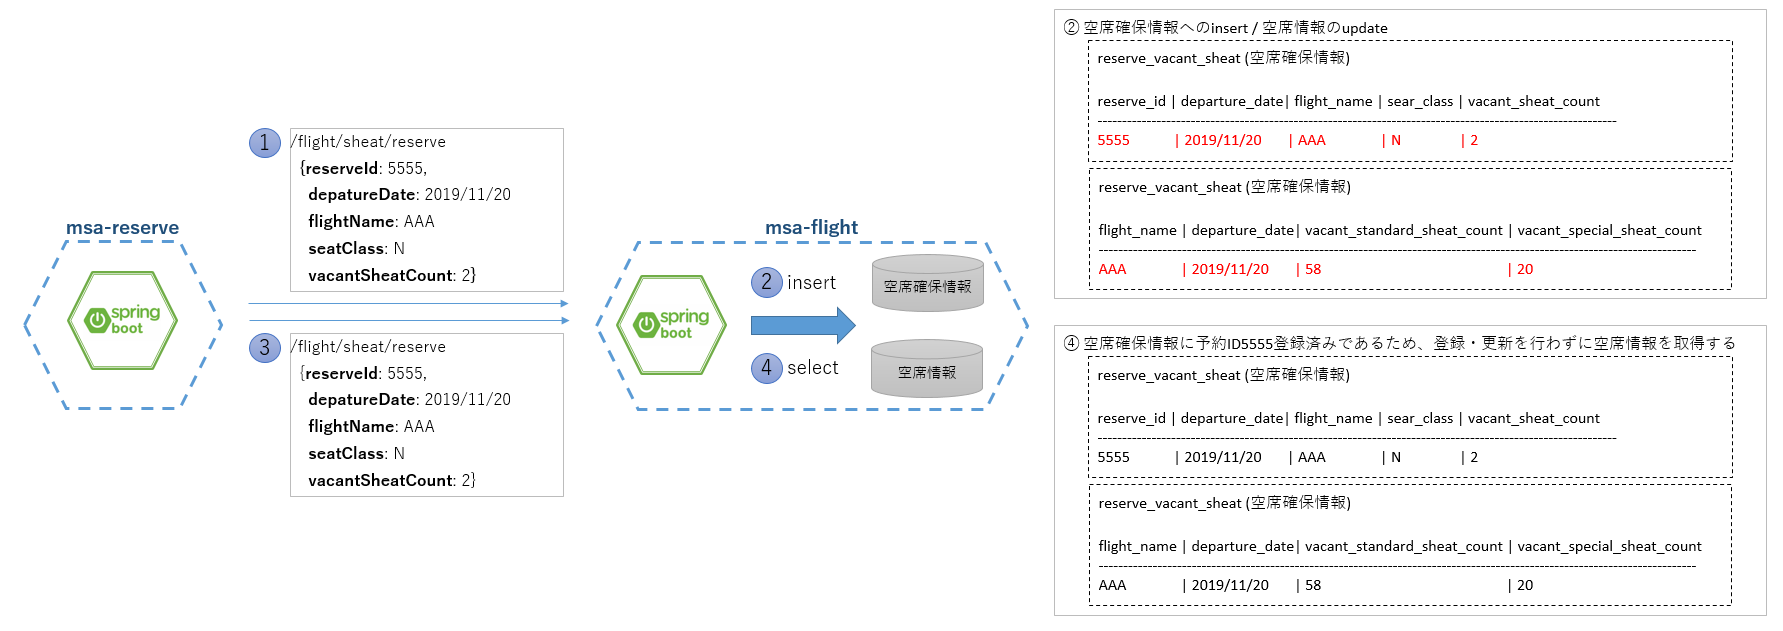 msa-reserve
spring
boot
1
/flight/sheat/reserve
{reserveId: 5555,
depatureDate: 2019/11/20
flightName: AAA
seatClass: N
vacantSheatCount: 2}
3
/flight/sheat/reserve
{reserveId: 5555,
depatureDate: 2019/11/20
flightName: AAA
seatClass: N
vacantSheatCount: 2}
msa-flight
spring
boot
2 insert
4 select
空席確保情報
空席情報
② 空席確保情報へのinsert / 空席情報のupdate
reserve_vacant_sheat (空席確保情報)
reserve_id | departure_date| flight_name | sear_class | vacant_sheat_count
5555 | 2019/11/20 | AAA | N | 2
reserve_vacant_sheat (空席確保情報)
flight_name | departure_date| vacant_standard_sheat_count | vacant_special_sheat_count
AAA | 2019/11/20 | 58 | 20
④ 空席確保情報に予約ID5555登録済みであるため、登録・更新を行わずに空席情報を取得する
reserve_vacant_sheat (空席確保情報)
reserve_id | departure_date| flight_name | sear_class | vacant_sheat_count
5555 | 2019/11/20 | AAA | N | 2
reserve_vacant_sheat (空席確保情報)
flight_name | departure_date| vacant_standard_sheat_count | vacant_special_sheat_count
AAA | 2019/11/20 | 58 | 20